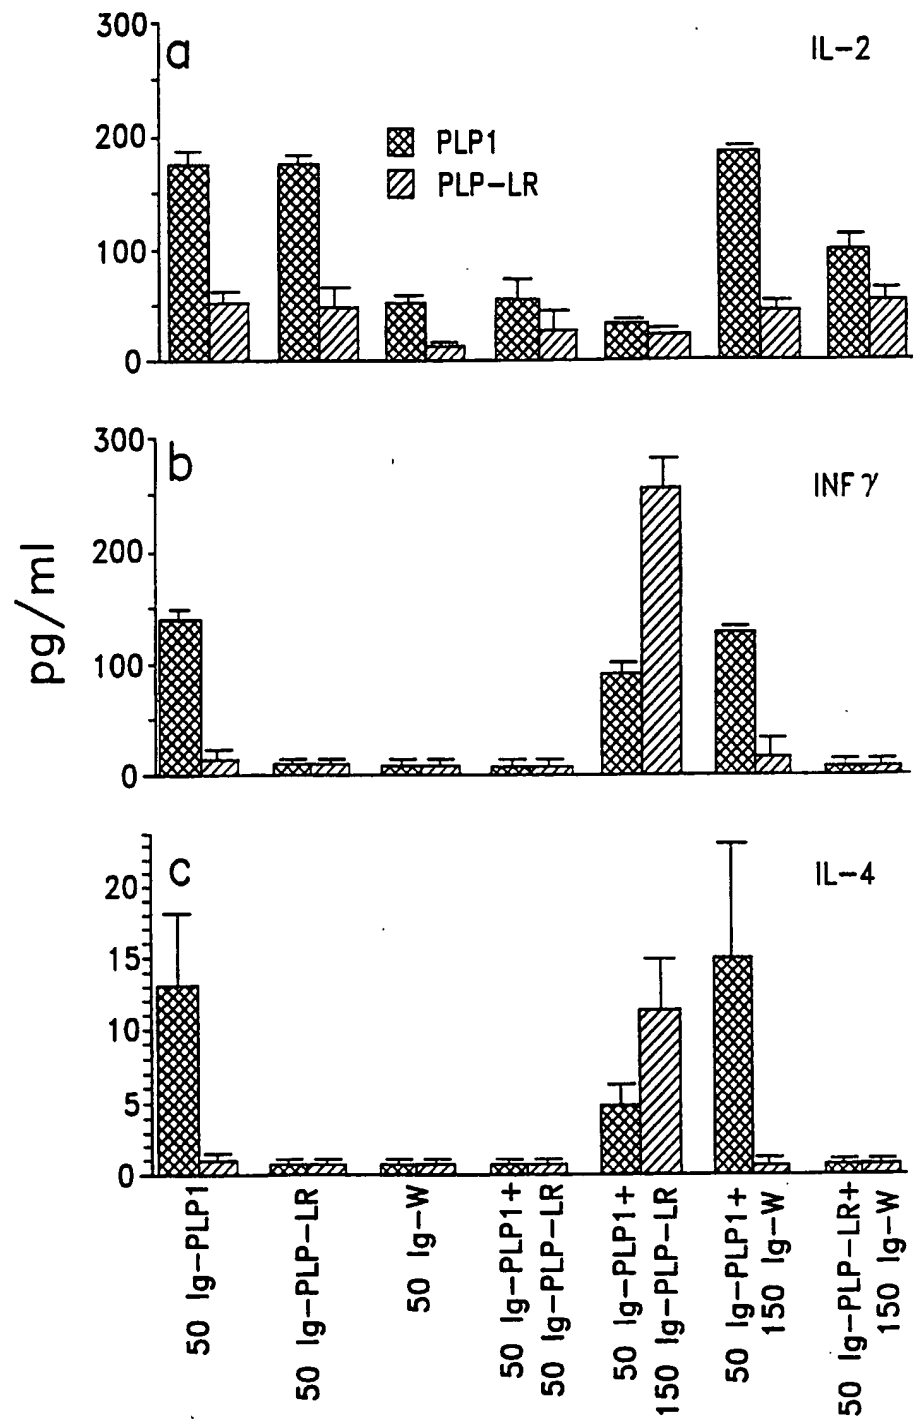 300
200
100
0
a
IL-2
PLP1
PLP-LR
300
200
100
0
b
INF γ
pg/ml
20
15
10
5
0
c
IL-4
50 Ig-PLP1
50 Ig-PLP-LR
50 Ig-W
50 Ig-PLP1+
50 Ig-PLP-LR
50 Ig-PLP1+
150 Ig-PLP-LR
50 Ig-PLP1+
150 Ig-W
50 Ig-PLP-LR+
150 Ig-W